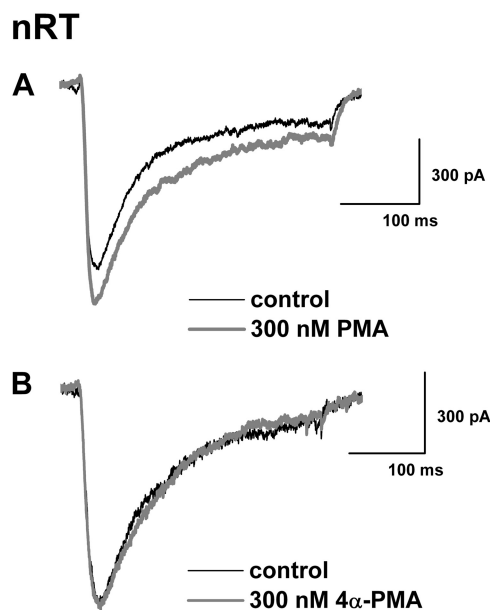 nRT
A
300 pA
100 ms
control
300 nM PMA
B
300 pA
100 ms
control
300 nM 4α-PMA